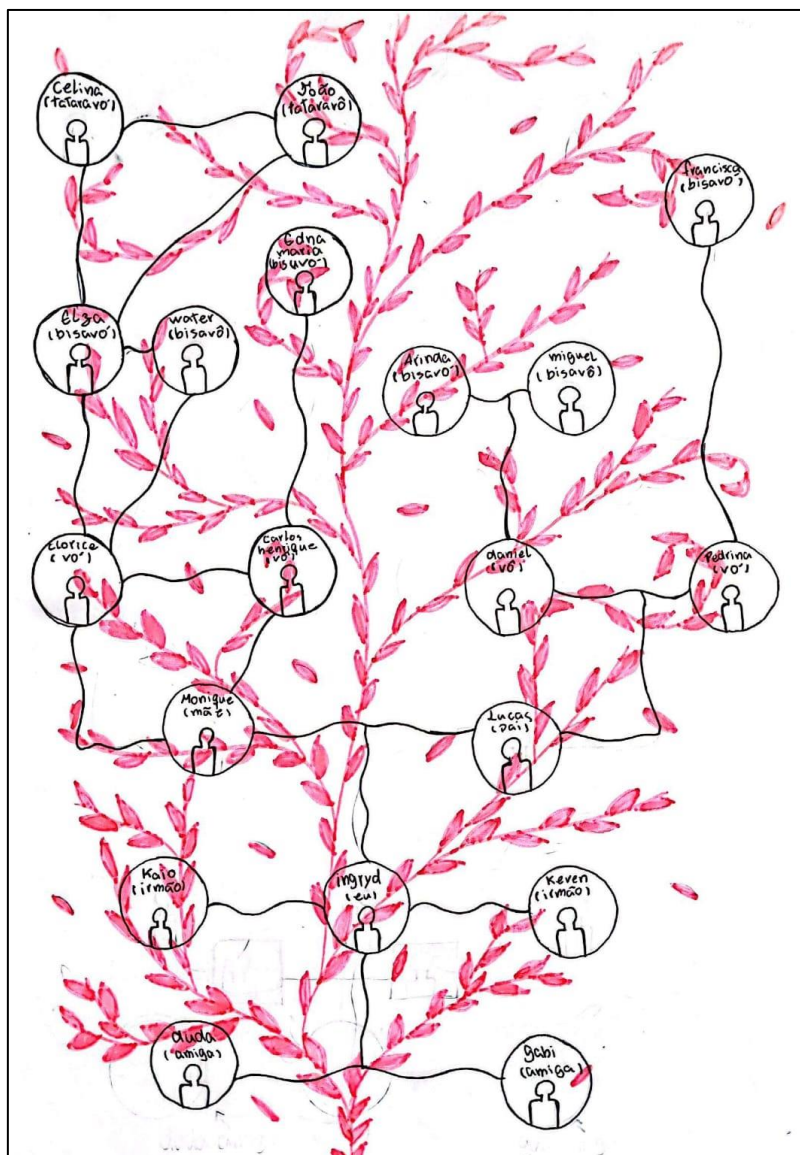 Celina
(tataravó)
João
(tataravô)
francisca
(bisavó)
Edna
maria
(bisavó)
Elza
(bisavó)
water
(bisavô)
Arinda
(bisavó)
miguel
(bisavô)
(vó)
Carlos
henrique
(vô)
daniel
(vô)
Pedrina
(vó)
Monique
(mãe)
Lucas
(pai)
Kaio
(irmão)
ingryd
(eu)
Keven
(irmão)
duda
(amiga)
gabi
(amiga)